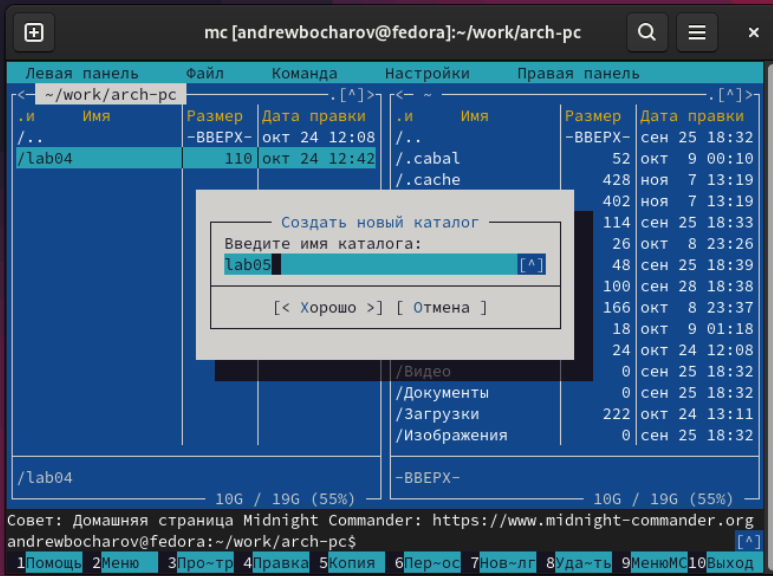 mc [andrewbocharov@fedora]:~/work/arch-pc
Левая панель Файл Команда Настройки Правая панель
<─ ~/work/arch-pc .[^]> <─ ~ .[^]>
.и Имя Размер Дата правки .и Имя Размер Дата правки
/.. -ВВЕРХ- окт 24 12:08 /.. -ВВЕРХ- сен 25 18:32
/lab04 110 окт 24 12:42 /.cabal 52 окт 9 00:10
/.cache 428 ноя 7 13:19
402 ноя 7 13:19
Создать новый каталог 114 сен 25 18:33
Введите имя каталога: 26 окт 8 23:26
lab05 [^] 48 сен 25 18:39
100 сен 28 18:38
[< Хорошо >] [ Отмена ] 166 окт 8 23:37
18 окт 9 01:18
24 окт 24 12:08
/Видео 0 сен 25 18:32
/Документы 0 сен 25 18:32
/Загрузки 222 окт 24 13:11
/Изображения 0 сен 25 18:32
/lab04 -ВВЕРХ-
10G / 19G (55%) 10G / 19G (55%)
Совет: Домашняя страница Midnight Commander: https://www.midnight-commander.org
andrewbocharov@fedora:~/work/arch-pc$ [^]
1Помощь 2Меню 3Про~тр 4Правка 5Копия 6Пер~ос 7Нов~лг 8Уда~ть 9МенюMC 10Выход